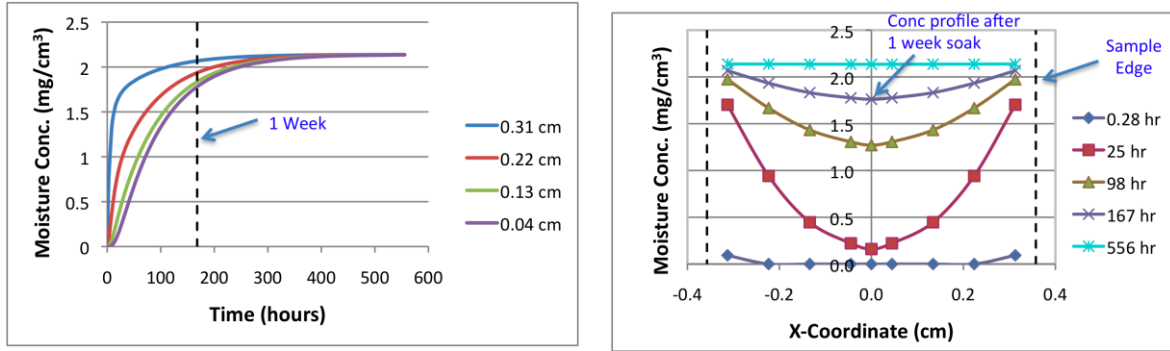 Moisture Conc. (mg/cm³)
2.5
2
1.5
1
0.5
0
0
100
200
300
400
500
600
Time (hours)
1 Week
0.31 cm
0.22 cm
0.13 cm
0.04 cm
Conc profile after
1 week soak
Sample
Edge
Moisture Conc. (mg/cm³)
2.5
2.0
1.5
1.0
0.5
0.0
-0.4
-0.2
0.0
0.2
0.4
X-Coordinate (cm)
0.28 hr
25 hr
98 hr
167 hr
556 hr